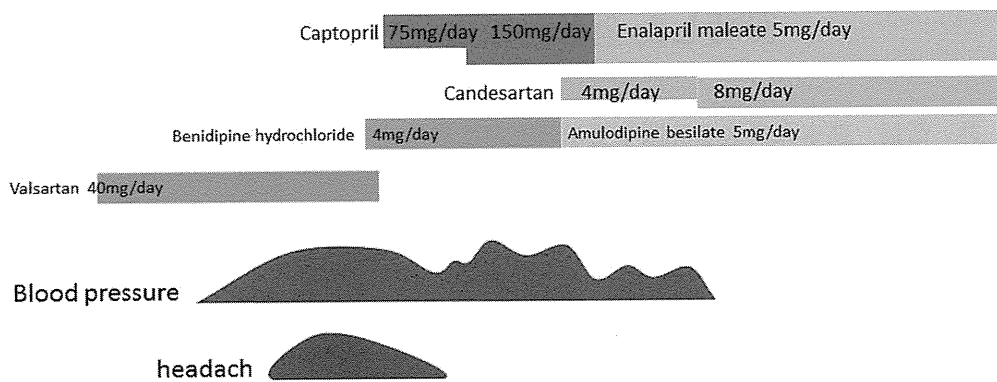 Captopril 75mg/day 150mg/day Enalapril maleate 5mg/day
Candesartan 4mg/day 8mg/day
Benidipine hydrochloride 4mg/day Amulodipine besilate 5mg/day
Valsartan 40mg/day
Blood pressure
headach